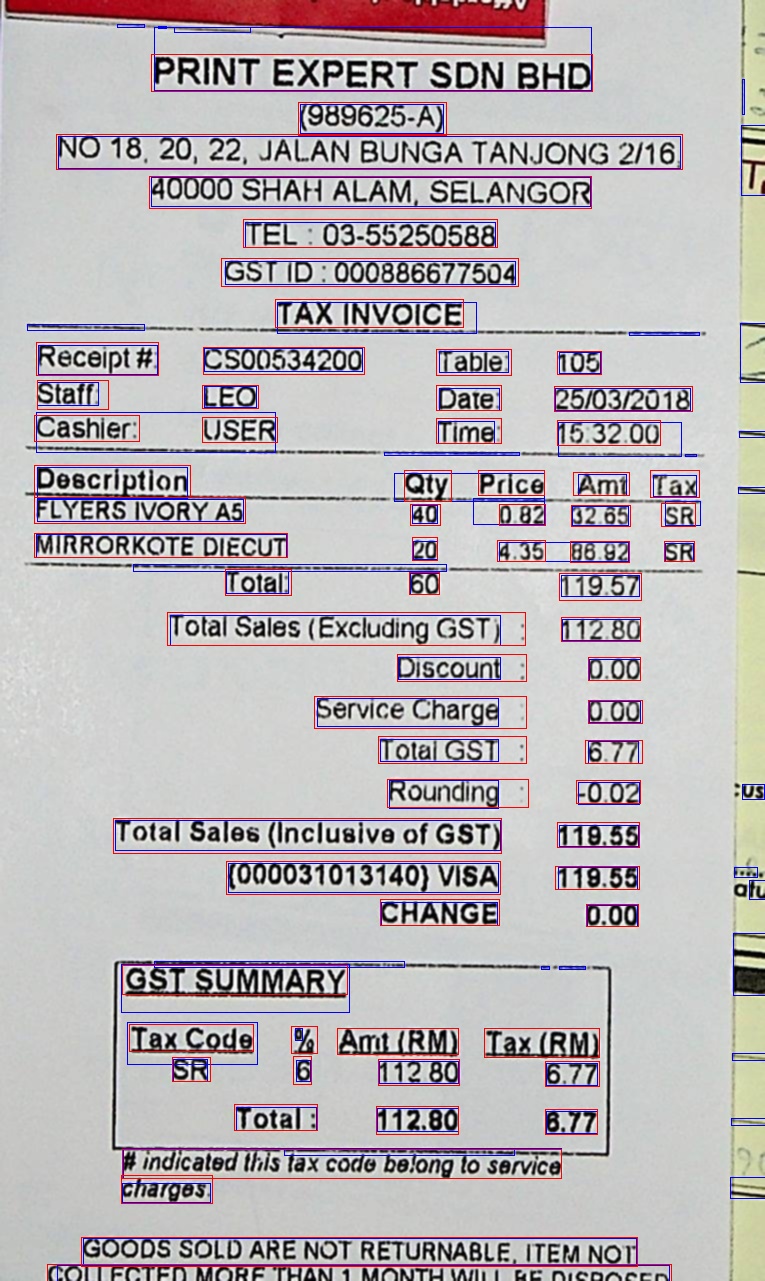 PRINT EXPERT SDN BHD
(989625-A)
NO 18, 20, 22, JALAN BUNGA TANJONG 2/16,
40000 SHAH ALAM, SELANGOR
TEL : 03-55250588
GST ID : 000886677504
TAX INVOICE
Receipt #: CS00534200 Table: 105
Staff: LEO Date: 25/03/2018
Cashier: USER Time: 15:32:00
Description Qty Price Amt Tax
FLYERS IVORY A5 40 0.82 32.65 SR
MIRRORKOTE DIECUT 20 4.35 86.92 SR
Total: 60 119.57
Total Sales (Excluding GST) : 112.80
Discount : 0.00
Service Charge : 0.00
Total GST : 6.77
Rounding : -0.02
Total Sales (Inclusive of GST) 119.55
{000031013140} VISA 119.55
CHANGE 0.00
GST SUMMARY
Tax Code % Amt (RM) Tax (RM)
SR 6 112.80 6.77
Total : 112.80 6.77
# indicated this tax code belong to service
charges.
GOODS SOLD ARE NOT RETURNABLE, ITEM NOT
COLLECTED MORE THAN 1 MONTH WILL BE DISPOSED